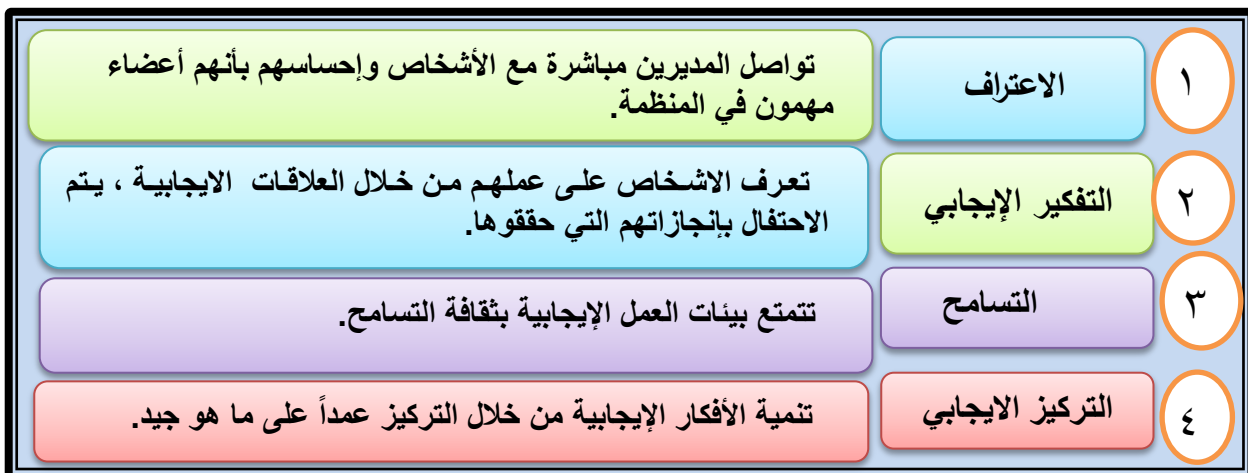 ١
الاعتراف
تواصل المديرين مباشرة مع الأشخاص وإحساسهم بأنهم أعضاء
مهمون في المنظمة.
٢
التفكير الإيجابي
تعرف الاشخاص على عملهم من خلال العلاقات الايجابية ، يتم
الاحتفال بإنجازاتهم التي حققوها.
٣
التسامح
تتمتع بيئات العمل الإيجابية بثقافة التسامح.
٤
التركيز الايجابي
تنمية الأفكار الإيجابية من خلال التركيز عمداً على ما هو جيد.